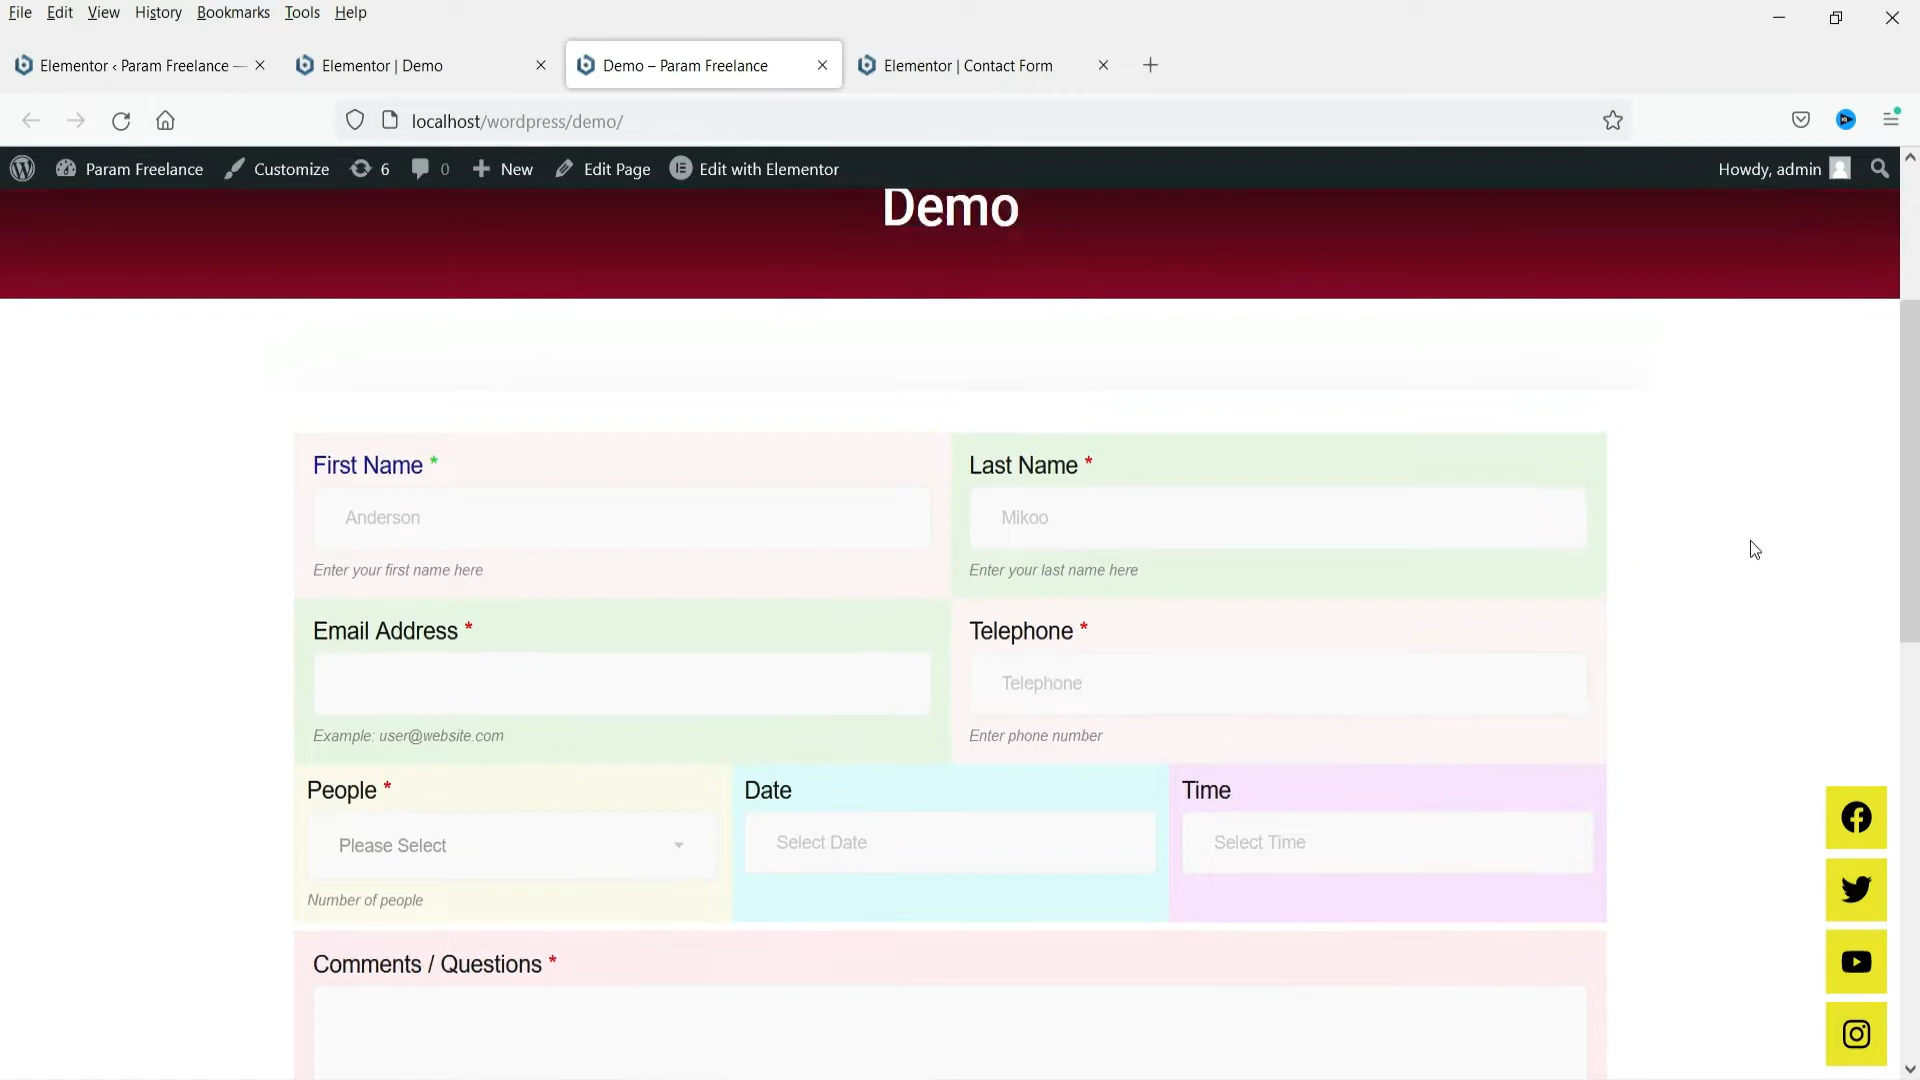 File Edit View History Bookmarks Tools Help
Elementor ‹ Param Freelance —
Elementor | Demo
Demo – Param Freelance
Elementor | Contact Form
localhost/wordpress/demo/
Param Freelance Customize 6 0 New Edit Page Edit with Elementor Howdy, admin
Demo
First Name * Last Name *
Anderson Mikoo
Enter your first name here Enter your last name here
Email Address * Telephone *
Telephone
Example: user@website.com Enter phone number
People * Date Time
Please Select Select Date Select Time
Number of people
Comments / Questions *